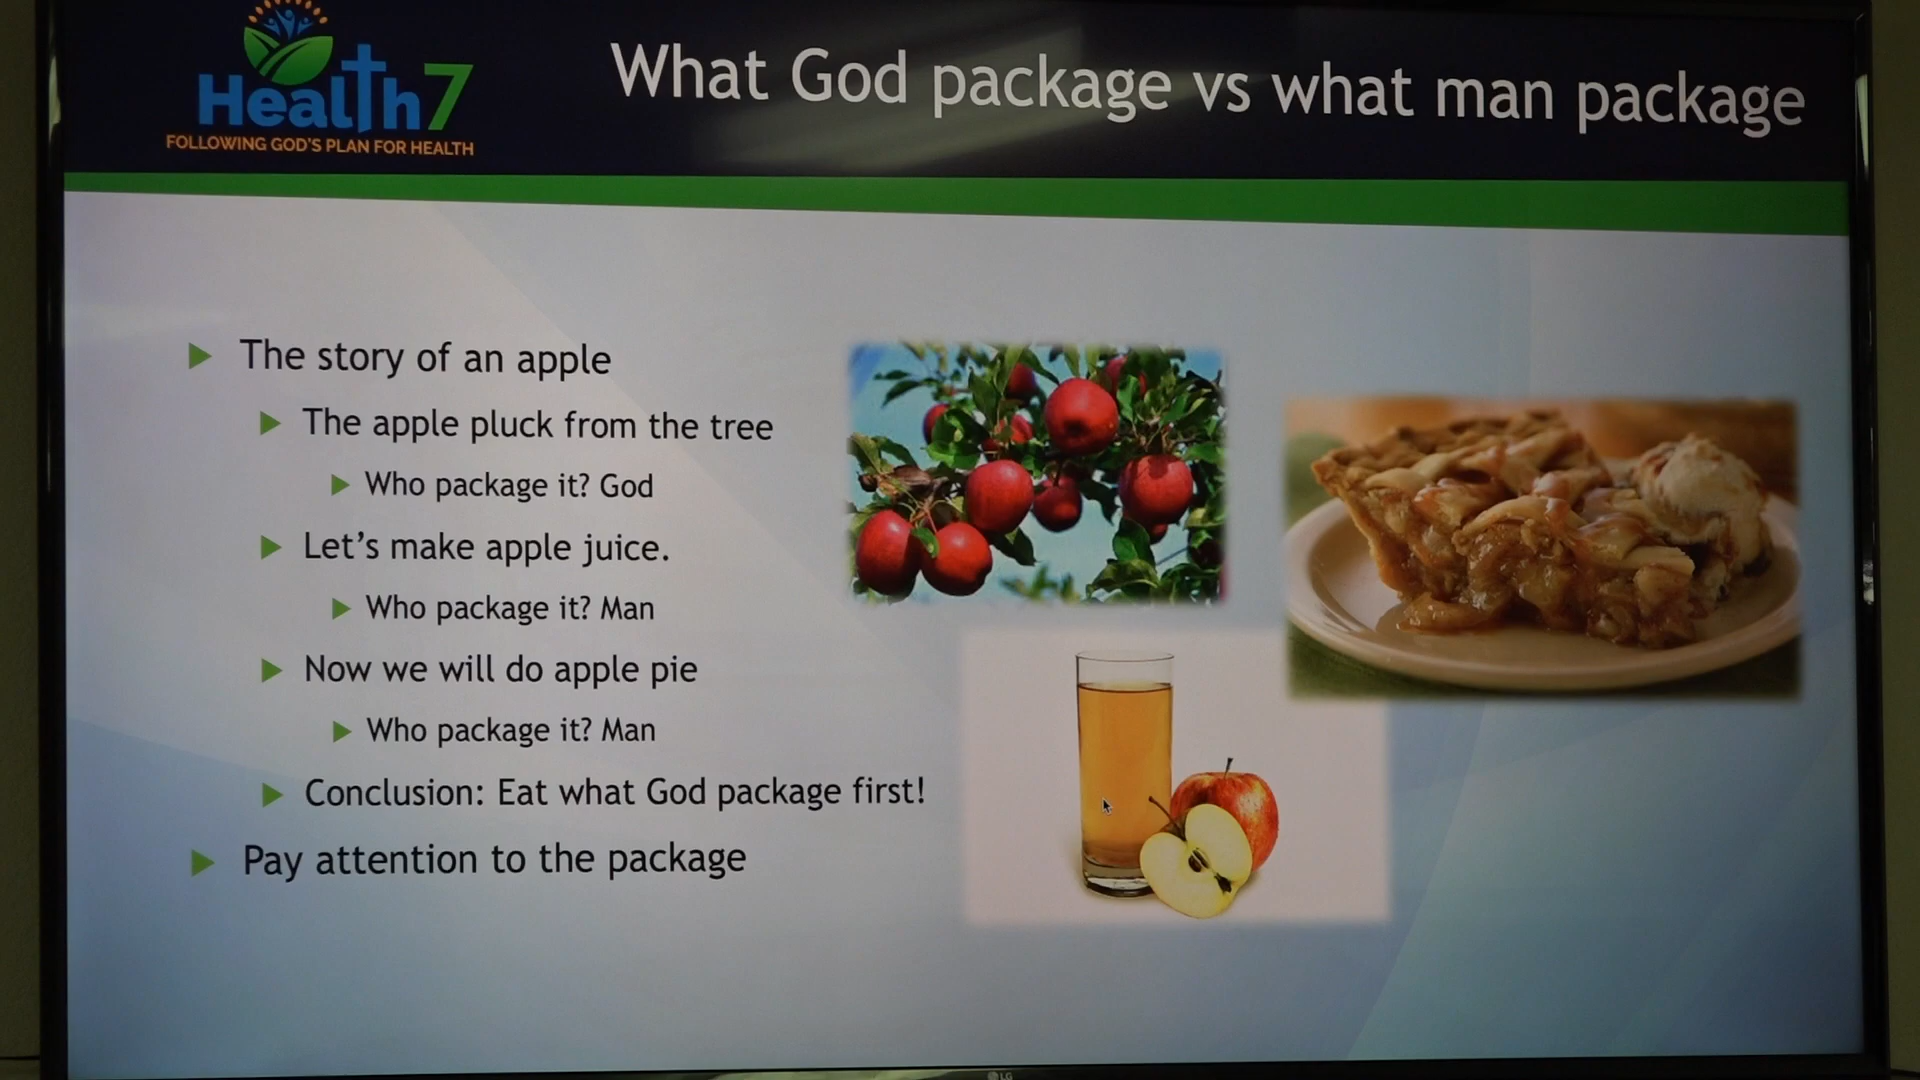 Health7
FOLLOWING GOD'S PLAN FOR HEALTH
What God package vs what man package
The story of an apple
The apple pluck from the tree
Who package it? God
Let's make apple juice.
Who package it? Man
Now we will do apple pie
Who package it? Man
Conclusion: Eat what God package first!
Pay attention to the package
LG